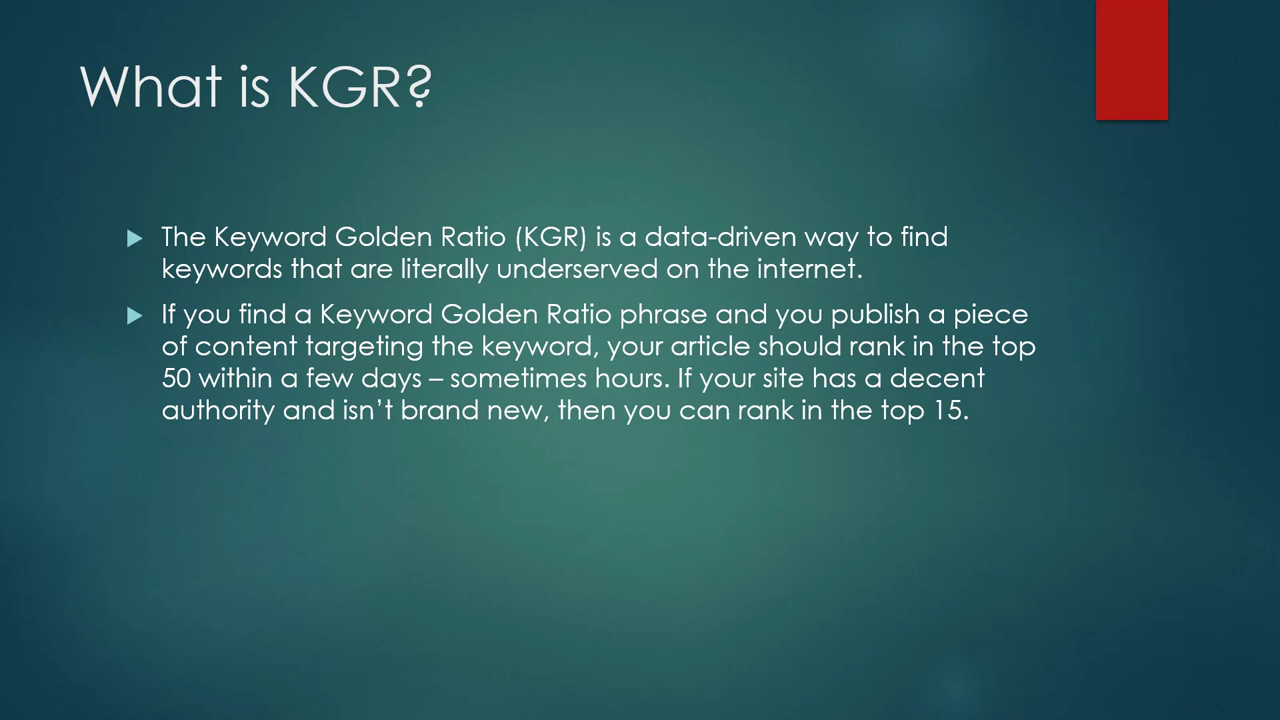 What is KGR?
The Keyword Golden Ratio (KGR) is a data-driven way to find
keywords that are literally underserved on the internet.
If you find a Keyword Golden Ratio phrase and you publish a piece
of content targeting the keyword, your article should rank in the top
50 within a few days – sometimes hours. If your site has a decent
authority and isn’t brand new, then you can rank in the top 15.